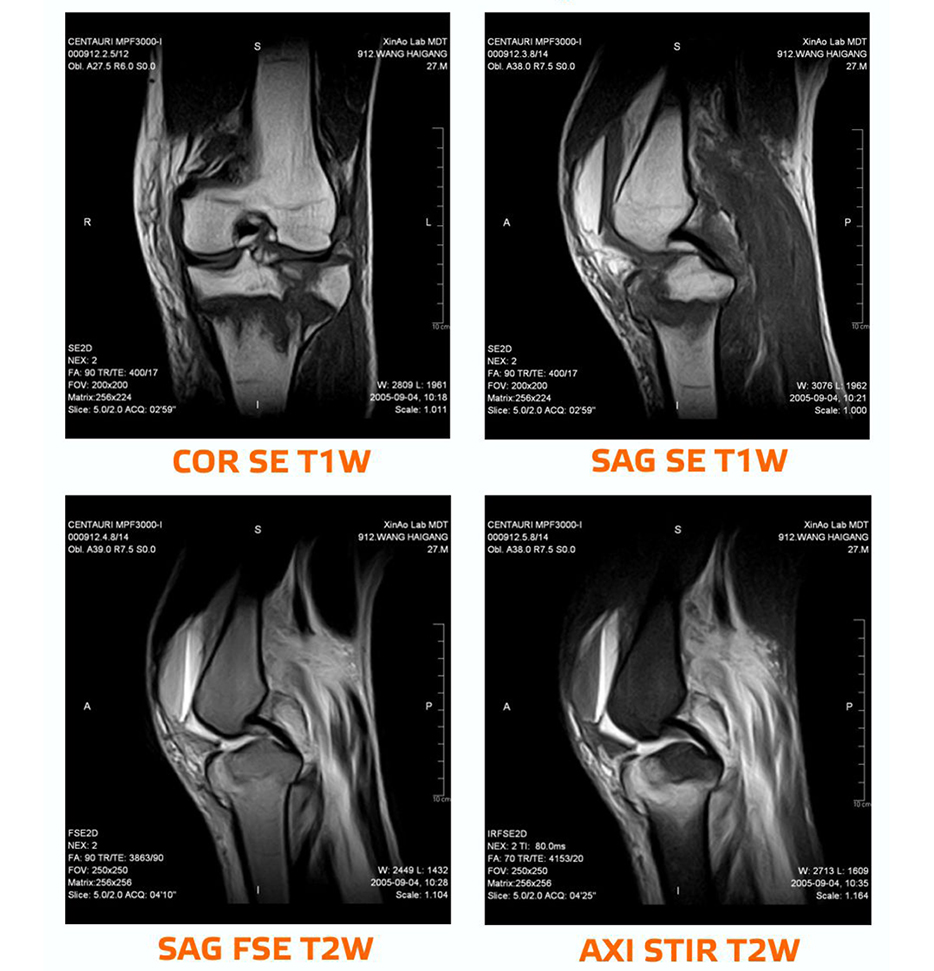 CENTAURI MPF3000-I
000912.2.5/12
Obl. A27.5 R6.0 S0.0
S
XinAo Lab MDT
912.WANG HAIGANG
27.M
R
L
10 cm
SE2D
NEX: 2
FA: 90 TR/TE: 400/17
FOV: 200x200
Matrix:256x224
Slice: 5.0/2.0 ACQ: 02'59"
I
W: 2809 L: 1961
2005-09-04, 10:18
Scale: 1.011
COR SE T1W
CENTAURI MPF3000-I
000912.3.8/14
Obl. A38.0 R7.5 S0.0
S
XinAo Lab MDT
912.WANG HAIGANG
27.M
A
P
10 cm
SE2D
NEX: 2
FA: 90 TR/TE: 400/17
FOV: 200x200
Matrix:256x224
Slice: 5.0/2.0 ACQ: 02'59"
I
W: 3076 L: 1962
2005-09-04, 10:21
Scale: 1.000
SAG SE T1W
CENTAURI MPF3000-I
000912.4.8/14
Obl. A39.0 R7.5 S0.0
S
XinAo Lab MDT
912.WANG HAIGANG
27.M
A
P
10 cm
FSE2D
NEX: 2
FA: 90 TR/TE: 3863/90
FOV: 250x250
Matrix:256x256
Slice: 5.0/2.0 ACQ: 04'10"
I
W: 2449 L: 1432
2005-09-04, 10:28
Scale: 1.104
SAG FSE T2W
CENTAURI MPF3000-I
000912.5.8/14
Obl. A38.0 R7.5 S0.0
S
XinAo Lab MDT
912.WANG HAIGANG
27.M
A
P
10 cm
IRFSE2D
NEX: 2 TI: 80.0ms
FA: 70 TR/TE: 4153/20
FOV: 250x250
Matrix:256x256
Slice: 5.0/2.0 ACQ: 04'25"
I
W: 2713 L: 1609
2005-09-04, 10:35
Scale: 1.164
AXI STIR T2W